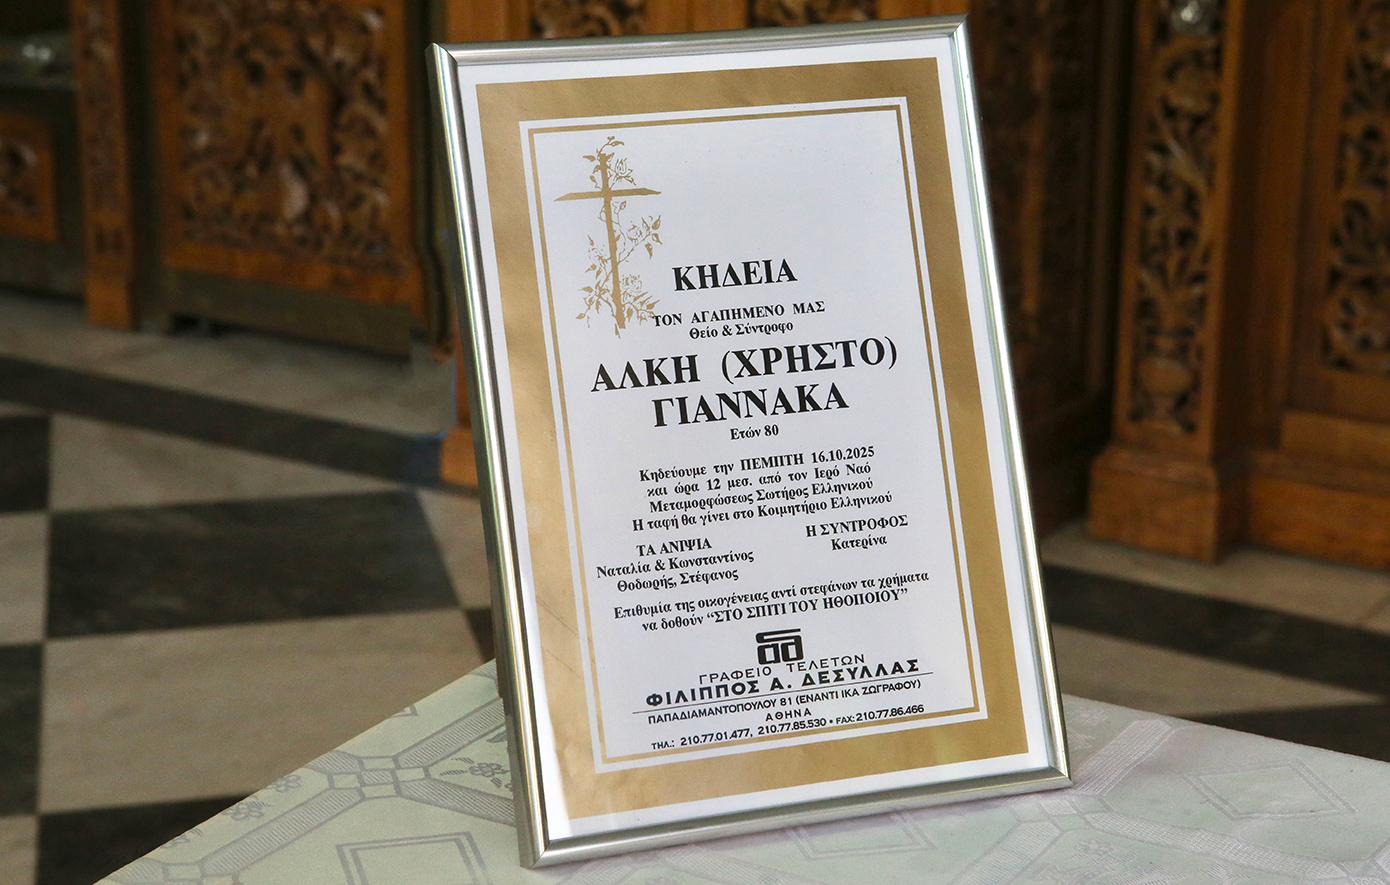 ΚΗΔΕΙΑ
ΤΟΝ ΑΓΑΠΗΜΕΝΟ ΜΑΣ
Θείο & Σύντροφο
ΑΛΚΗ (ΧΡΗΣΤΟ)
ΓΙΑΝΝΑΚΑ
Ετών 80
Κηδεύουμε την ΠΕΜΠΤΗ 16.10.2025
και ώρα 12 μεσ. από τον Ιερό Ναό
Μεταμορφώσεως Σωτήρος Ελληνικού
Η ταφή θα γίνει στο Κοιμητήριο Ελληνικού
ΤΑ ΑΝΙΨΙΑ
Ναταλία & Κωνσταντίνος
Θοδωρής, Στέφανος
Η ΣΥΝΤΡΟΦΟΣ
Κατερίνα
Επιθυμία της οικογένειας αντί στεφάνων τα χρήματα
να δοθούν “ΣΤΟ ΣΠΙΤΙ ΤΟΥ ΗΘΟΠΟΙΟΥ”
ΓΡΑΦΕΙΟ ΤΕΛΕΤΩΝ
ΦΙΛΙΠΠΟΣ Α. ΔΕΣΥΛΛΑΣ
ΠΑΠΑΔΙΑΜΑΝΤΟΠΟΥΛΟΥ 81 (ΕΝΑΝΤΙ ΙΚΑ ΖΩΓΡΑΦΟΥ)
ΑΘΗΝΑ
ΤΗΛ.: 210.77.01.477, 210.77.85.530 • FAX: 210.77.86.466